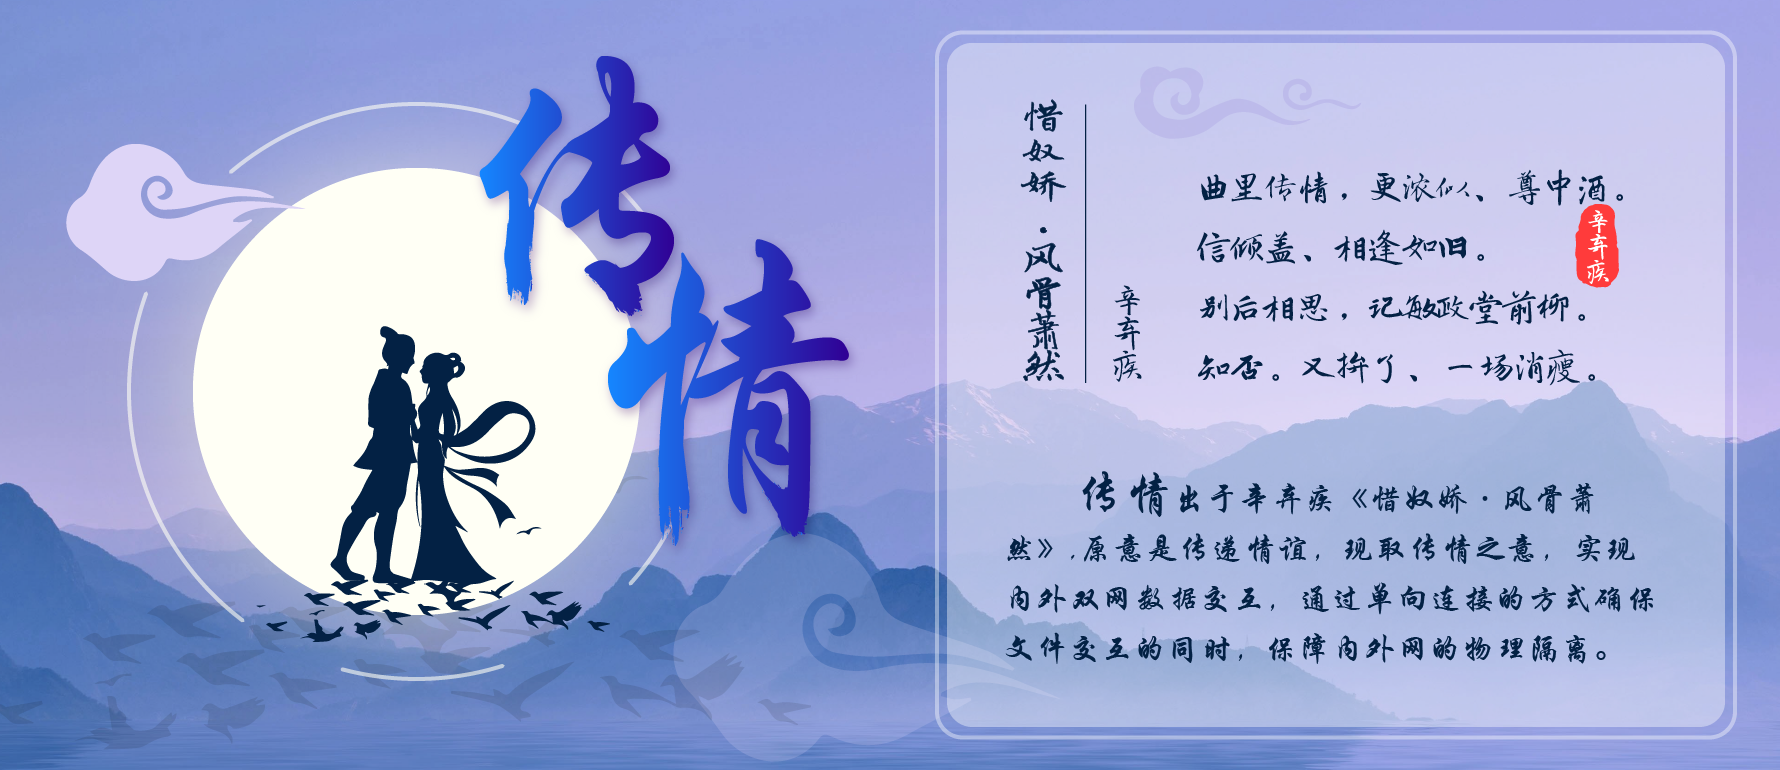 传情
惜奴娇·风骨萧然
辛弃疾
曲里传情，更浓似、尊中酒。
信倾盖、相逢如旧。
别后相思，记敏政堂前柳。
知否。又拚了、一场消瘦。
辛弃疾
传情出于辛弃疾《惜奴娇·风骨萧
然》，原意是传递情谊，现取传情之意，实现
内外双网数据交互，通过单向连接的方式确保
文件交互的同时，保障内外网的物理隔离。